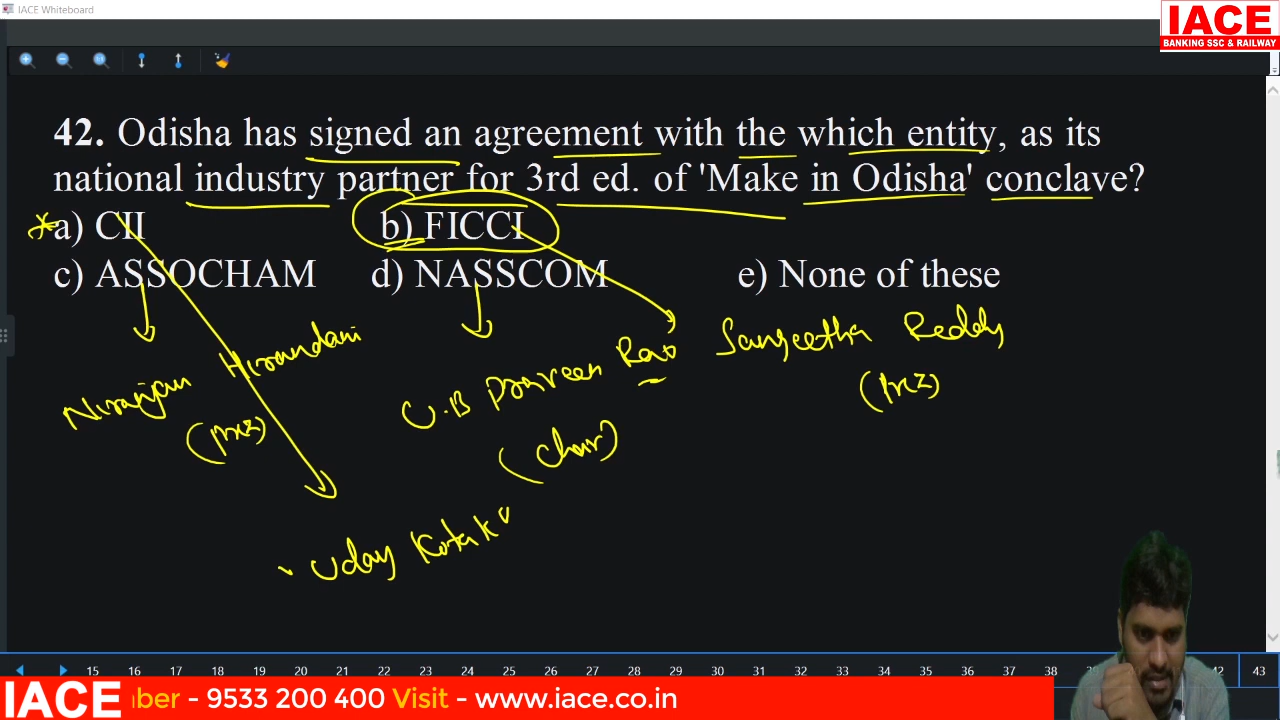 IACE Whiteboard
IACE
BANKING SSC & RAILWAY
42. Odisha has signed an agreement with the which entity, as its
national industry partner for 3rd ed. of 'Make in Odisha' conclave?
a) CII b) FICCI
c) ASSOCHAM d) NASSCOM e) None of these
Niranjan Hirandani
(prez)
U.B Praveen Rao
(chair)
Sangeetha Reddy
(prez)
Uday Kotak
15 16 17 18 19 20 21 22 23 24 25 26 27 28 29 30 31 32 33 34 35 36 37 38 42 43
IACE ber - 9533 200 400 Visit - www.iace.co.in